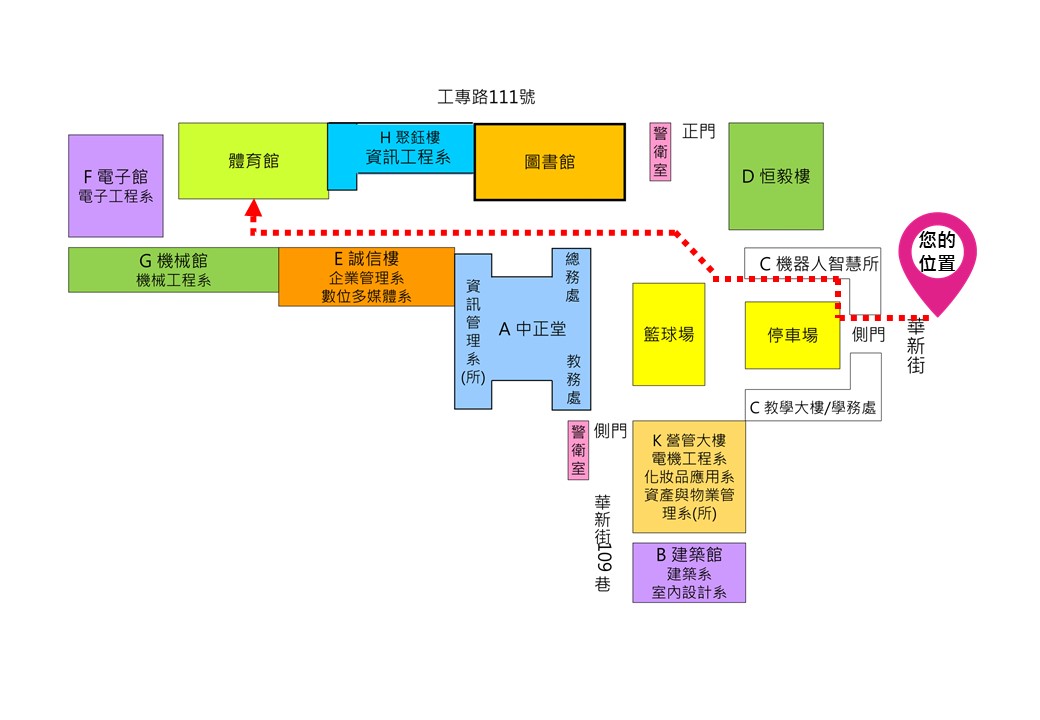 工專路111號
F 電子館
電子工程系
體育館
H 聚鈺樓
資訊工程系
圖書館
警衛室
正門
D 恒毅樓
您的
位置
G 機械館
機械工程系
E 誠信樓
企業管理系
數位多媒體系
資訊管理系(所)
A 中正堂
總務處
教務處
籃球場
C 機器人智慧所
停車場
側門
華新街
C 教學大樓/學務處
警衛室
側門
華新街109巷
K 營管大樓
電機工程系
化妝品應用系
資產與物業管
理系(所)
B 建築館
建築系
室內設計系